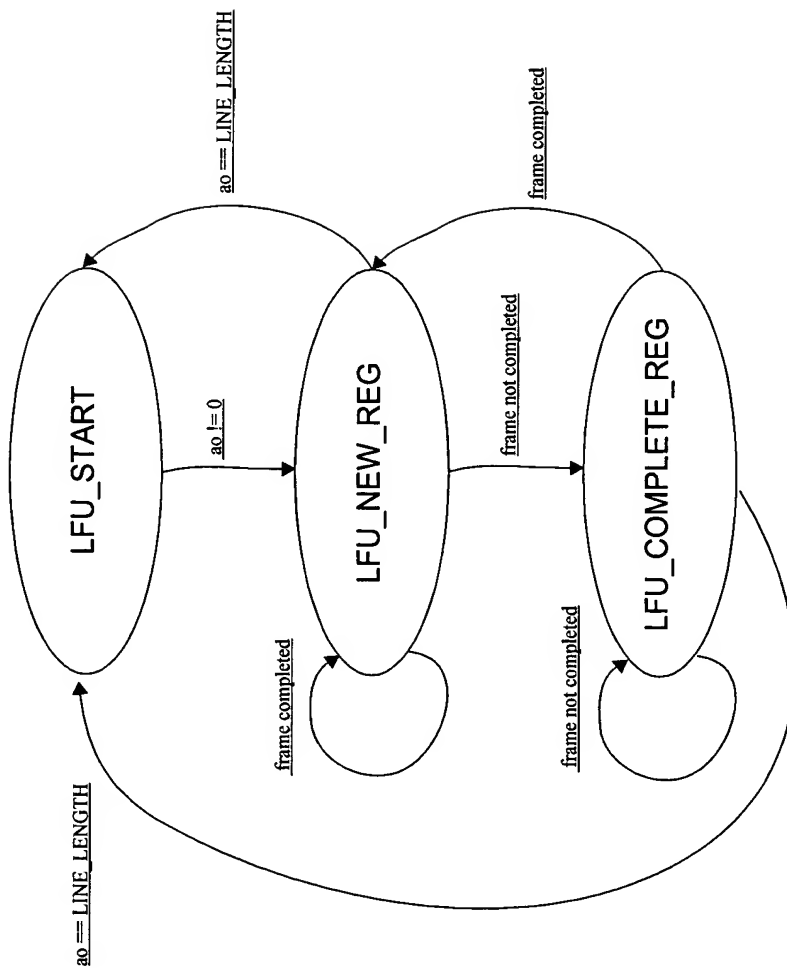 ao == LINE_LENGTH
LFU_START
ao == LINE_LENGTH
ao != 0
frame completed
LFU_NEW_REG
frame not completed
frame completed
frame not completed
LFU_COMPLETE_REG